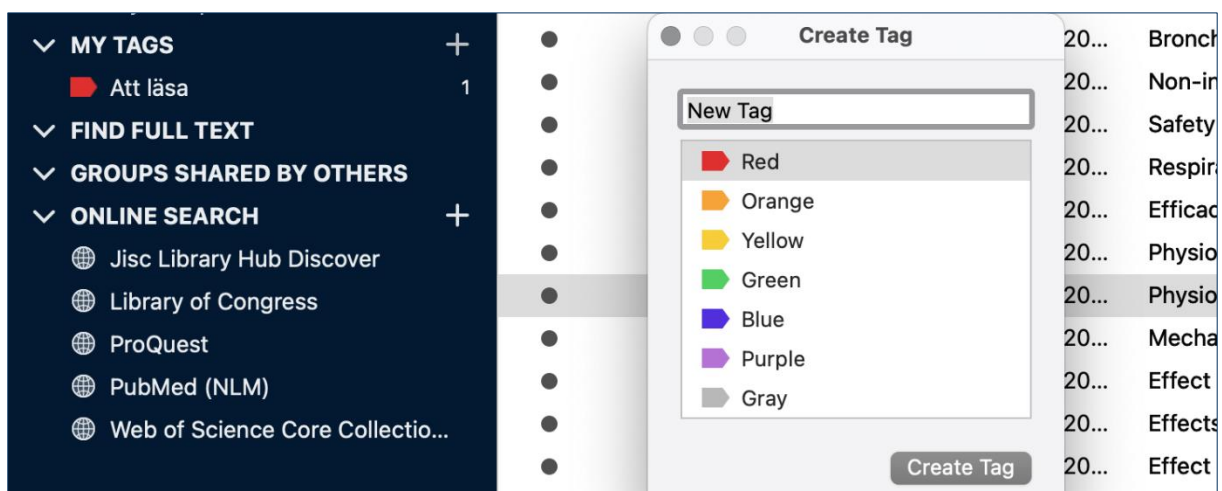 MY TAGS
Att läsa 1
FIND FULL TEXT
GROUPS SHARED BY OTHERS
ONLINE SEARCH
Jisc Library Hub Discover
Library of Congress
ProQuest
PubMed (NLM)
Web of Science Core Collectio...
Create Tag
New Tag
Red
Orange
Yellow
Green
Blue
Purple
Gray
Create Tag
20... Bronch
20... Non-in
20... Safety
20... Respir
20... Efficac
20... Physio
20... Physio
20... Mecha
20... Effect
20... Effects
20... Effect